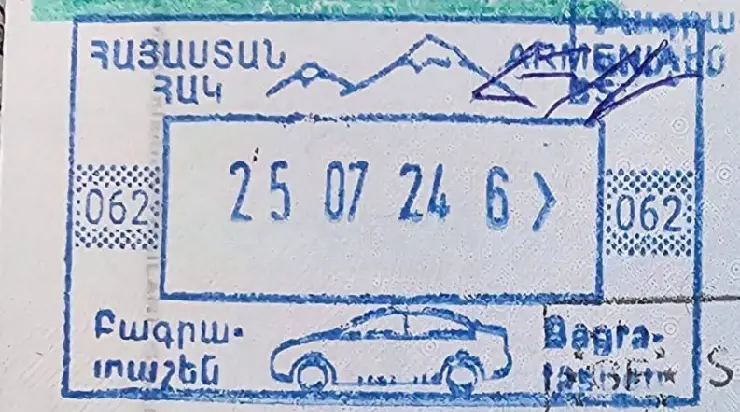 ՀԱՅԱՍՏԱՆ
ՀԱԿ
ARMENIA
062
25 07 24 6 >
062
Բագրա-
տաշեն
Bagra-